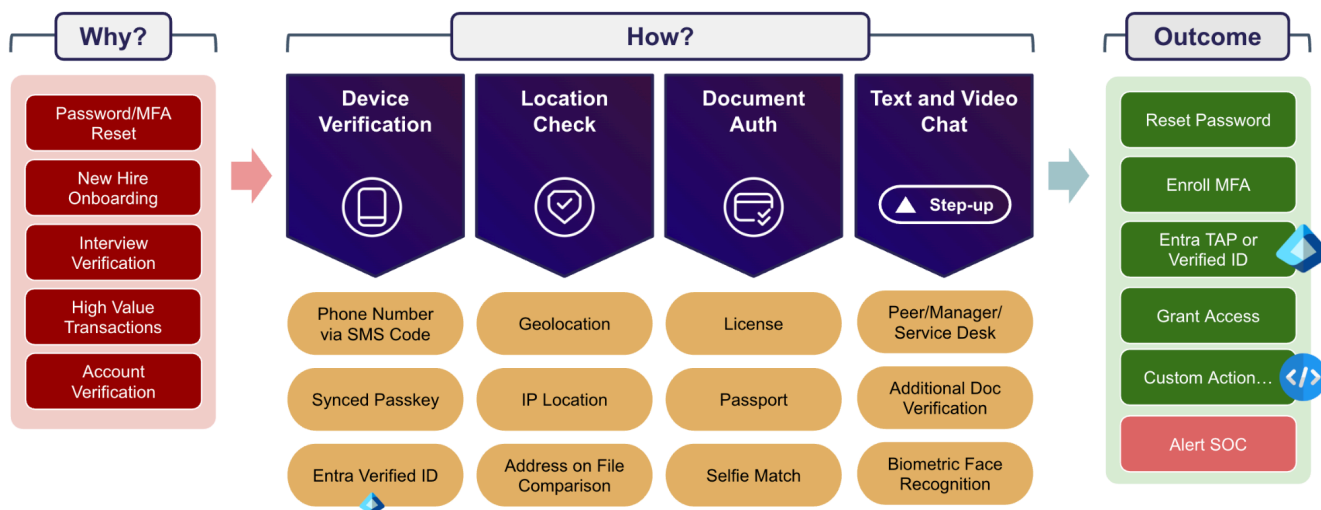 Why?
Password/MFA
Reset
New Hire
Onboarding
Interview
Verification
High Value
Transactions
Account
Verification
How?
Device
Verification
Phone Number
via SMS Code
Synced Passkey
Entra Verified ID
Location
Check
Geolocation
IP Location
Address on File
Comparison
Document
Auth
License
Passport
Selfie Match
Text and Video
Chat
Step-up
Peer/Manager/
Service Desk
Additional Doc
Verification
Biometric Face
Recognition
Outcome
Reset Password
Enroll MFA
Entra TAP or
Verified ID
Grant Access
Custom Action...
</>
Alert SOC